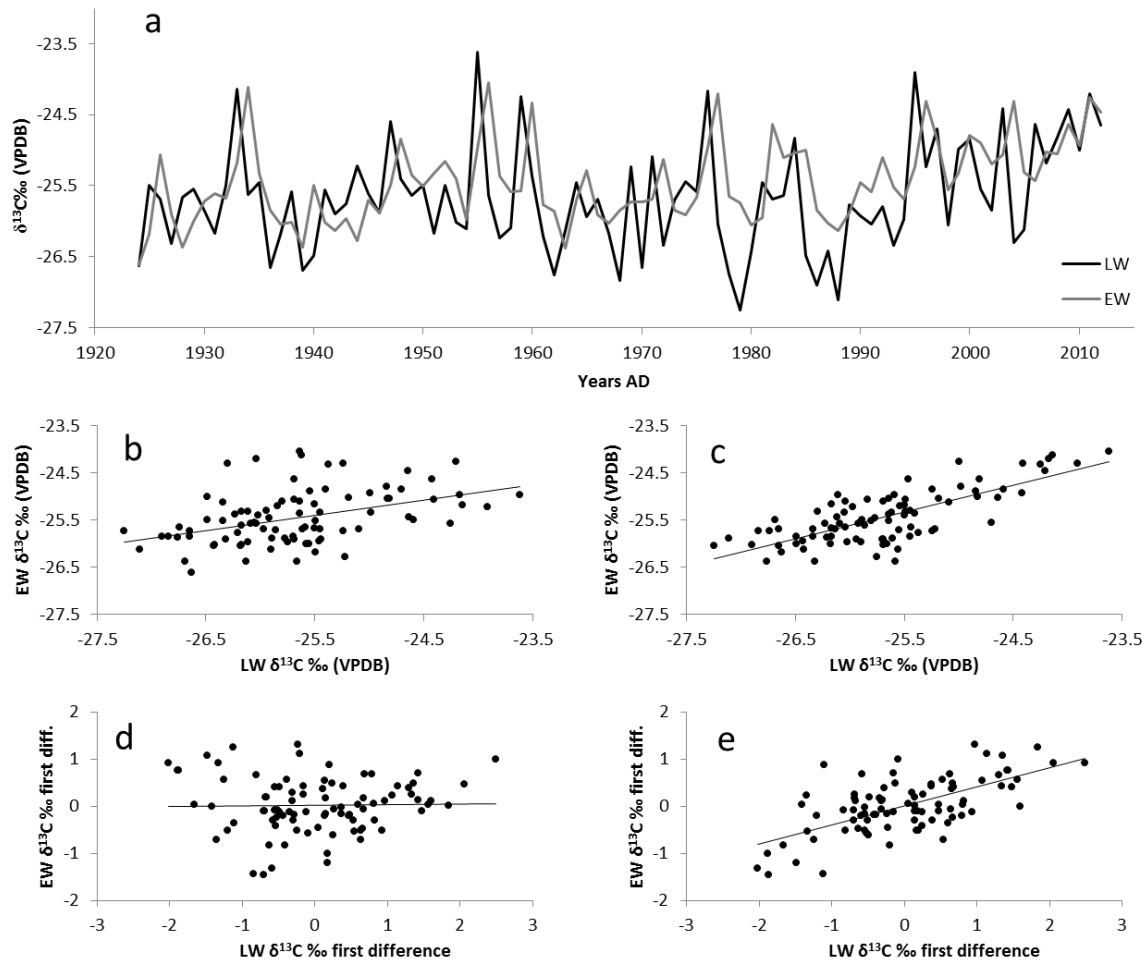 a
δ¹³C‰ (VPDB)
-23.5
-24.5
-25.5
-26.5
-27.5
LW
EW
1920 1930 1940 1950 1960 1970 1980 1990 2000 2010
Years AD
b
EW δ¹³C ‰ (VPDB)
-23.5
-24.5
-25.5
-26.5
-27.5
-27.5 -26.5 -25.5 -24.5 -23.5
LW δ¹³C ‰ (VPDB)
c
EW δ¹³C ‰ (VPDB)
-23.5
-24.5
-25.5
-26.5
-27.5
-27.5 -26.5 -25.5 -24.5 -23.5
LW δ¹³C ‰ (VPDB)
d
EW δ¹³C ‰ first diff.
2
1
0
-1
-2
-3 -2 -1 0 1 2 3
LW δ¹³C ‰ first difference
e
EW δ¹³C ‰ first diff.
2
1
0
-1
-2
-3 -2 -1 0 1 2 3
LW δ¹³C ‰ first difference